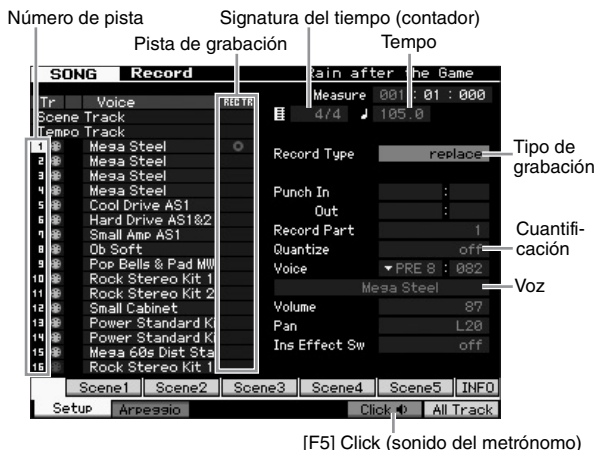 Número de pista
Signatura del tiempo (contador)
Pista de grabación
Tempo
SONG Record Rain after the Game
Measure 001 : 01 : 000
Tr Voice REC TR
4/4 105.0
Scene Track
Tempo Track
1 Mega Steel
2 Mega Steel
3 Mega Steel
4 Mega Steel
5 Cool Drive AS1
6 Hard Drive AS1&2
7 Small Amp AS1
8 Ob Soft
9 Pop Bells & Pad MW
10 Rock Stereo Kit 1
11 Rock Stereo Kit 2
12 Small Cabinet
13 Power Standard Ki
14 Power Standard Ki
15 Mega 60s Dist Sta
16 Rock Stereo Kit 1
Record Type replace
Punch In :
Out :
Record Part 1
Quantize off
Voice PRE 8 : 082
Mega Steel
Volume 87
Pan L20
Ins Effect Sw off
Tipo de
grabación
Cuantifi-
cación
Voz
Scene1 Scene2 Scene3 Scene4 Scene5 INFO
Setup Arpeggio Click All Track
[F5] Click (sonido del metrónomo)